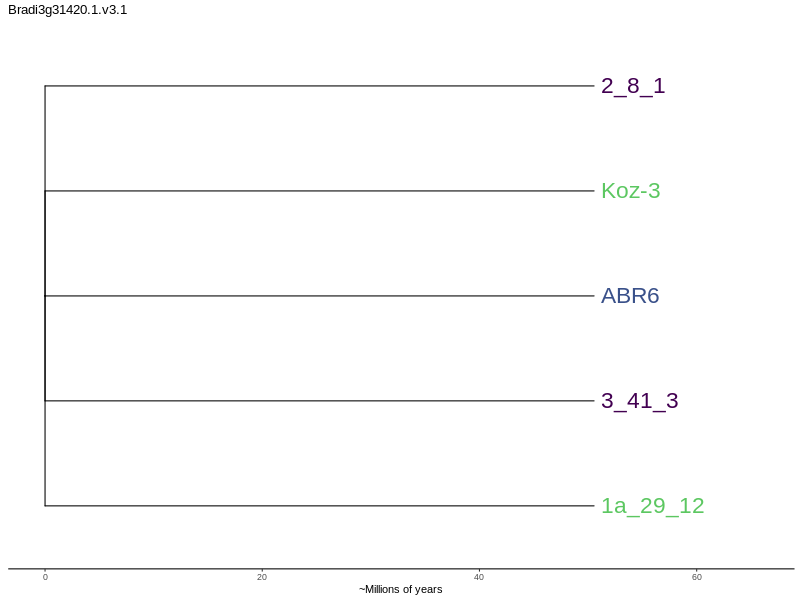 Bradi3g31420.1.v3.1
2_8_1
Koz-3
ABR6
3_41_3
1a_29_12
0 20 40 60
~Millions of years